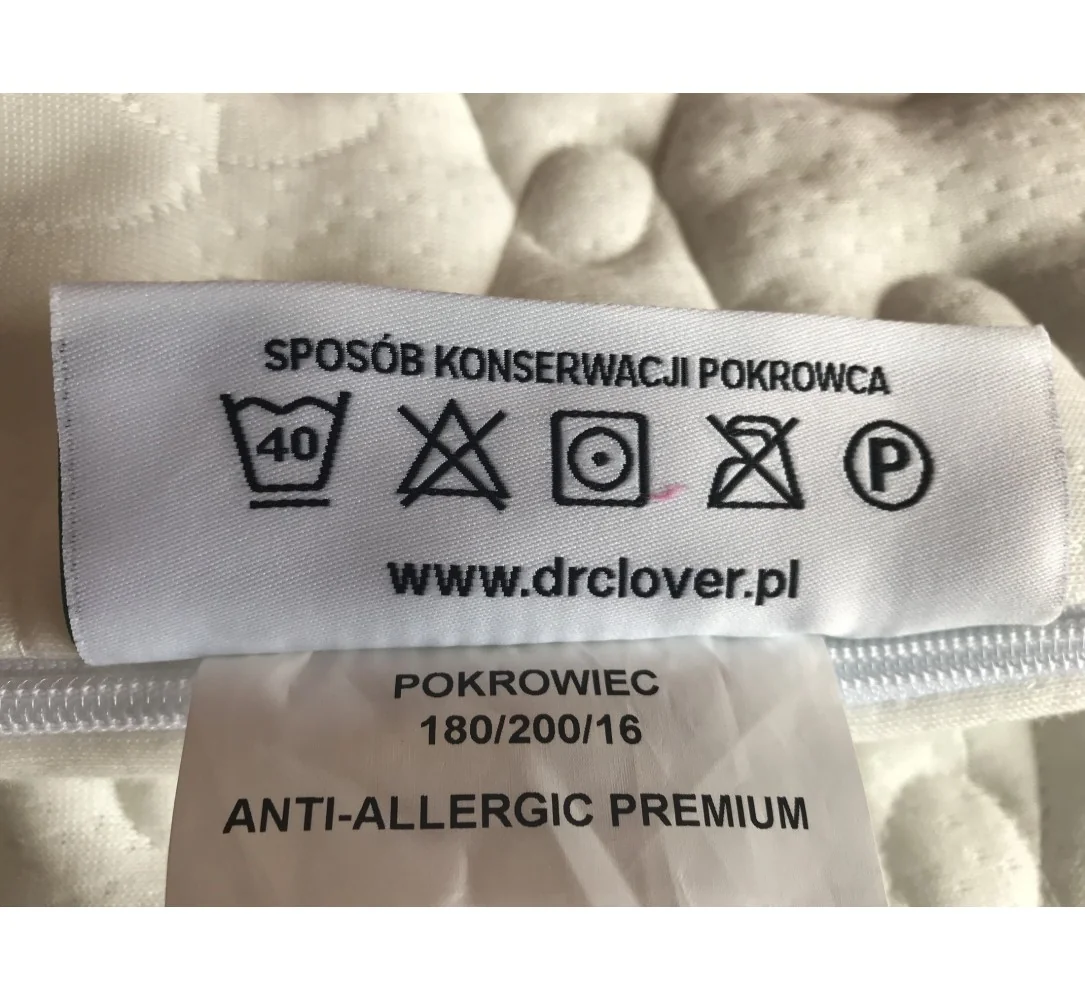 SPOSÓB KONSERWACJI POKROWCA
40 P
www.drclover.pl
POKROWIEC
180/200/16
ANTI-ALLERGIC PREMIUM